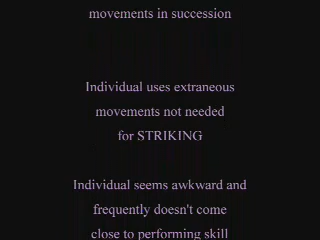 movements in succession
Individual uses extraneous
movements not needed
for STRIKING
Individual seems awkward and
frequently doesn't come
close to performing skill